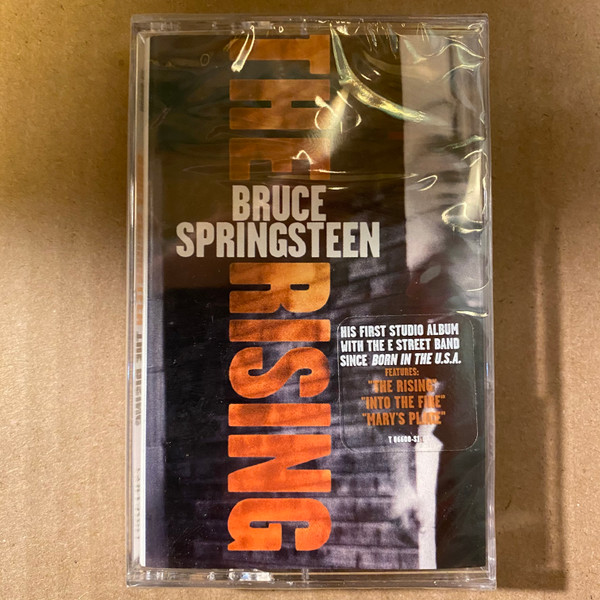 THE RISING
BRUCE
SPRINGSTEEN
HIS FIRST STUDIO ALBUM
WITH THE E STREET BAND
SINCE BORN IN THE U.S.A.
FEATURES:
"THE RISING"
"INTO THE FIRE"
"MARY'S PLACE"